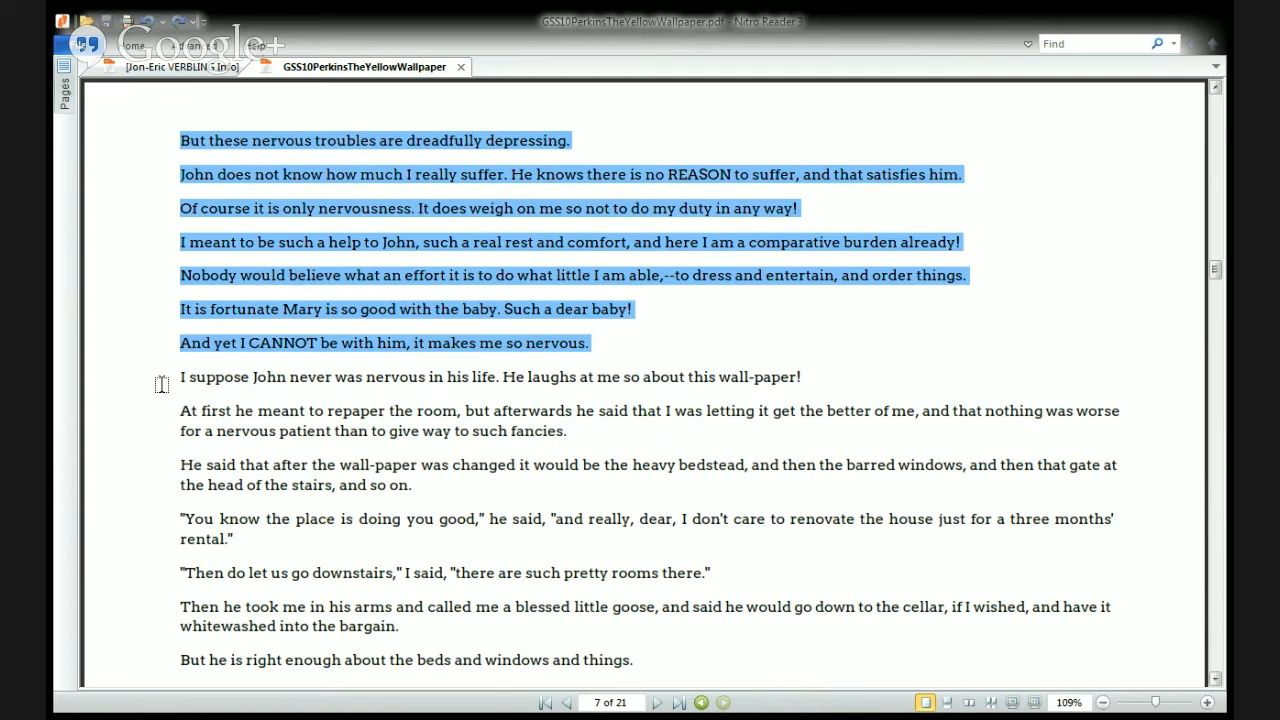 GSS10PerkinsTheYellowWallpaper.pdf - Nitro Reader 3
Google+
Home Advanced Help
Find
[Jon-Eric VERBLING Info] GSS10PerkinsTheYellowWallpaper
Pages
But these nervous troubles are dreadfully depressing.
John does not know how much I really suffer. He knows there is no REASON to suffer, and that satisfies him.
Of course it is only nervousness. It does weigh on me so not to do my duty in any way!
I meant to be such a help to John, such a real rest and comfort, and here I am a comparative burden already!
Nobody would believe what an effort it is to do what little I am able,--to dress and entertain, and order things.
It is fortunate Mary is so good with the baby. Such a dear baby!
And yet I CANNOT be with him, it makes me so nervous.
I suppose John never was nervous in his life. He laughs at me so about this wall-paper!
At first he meant to repaper the room, but afterwards he said that I was letting it get the better of me, and that nothing was worse
for a nervous patient than to give way to such fancies.
He said that after the wall-paper was changed it would be the heavy bedstead, and then the barred windows, and then that gate at
the head of the stairs, and so on.
"You know the place is doing you good," he said, "and really, dear, I don't care to renovate the house just for a three months'
rental."
"Then do let us go downstairs," I said, "there are such pretty rooms there."
Then he took me in his arms and called me a blessed little goose, and said he would go down to the cellar, if I wished, and have it
whitewashed into the bargain.
But he is right enough about the beds and windows and things.
7 of 21
109%